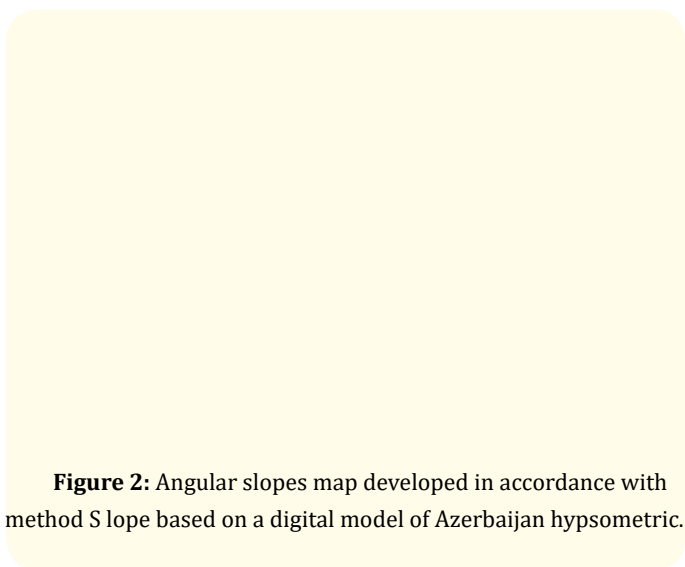 Figure 2: Angular slopes map developed in accordance with
method S lope based on a digital model of Azerbaijan hypsometric.